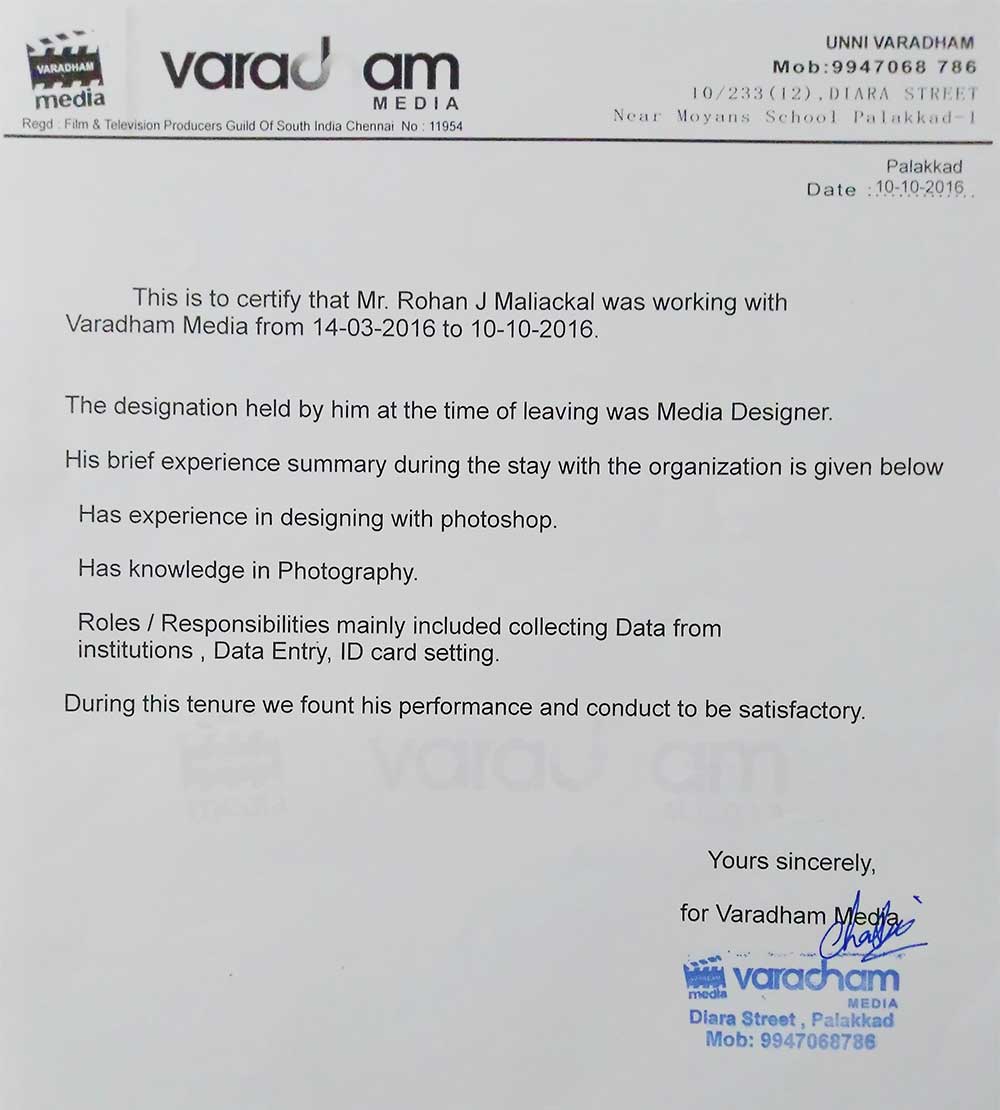 VARADHAM
media
varadham
MEDIA
Regd : Film & Television Producers Guild Of South India Chennai No : 11954
UNNI VARADHAM
Mob:9947068 786
10/233(12),DIARA STREET
Near Moyans School Palakkad-1
Palakkad
Date :10-10-2016
This is to certify that Mr. Rohan J Maliackal was working with
Varadham Media from 14-03-2016 to 10-10-2016.
The designation held by him at the time of leaving was Media Designer.
His brief experience summary during the stay with the organization is given below
Has experience in designing with photoshop.
Has knowledge in Photography.
Roles / Responsibilities mainly included collecting Data from
institutions , Data Entry, ID card setting.
During this tenure we fount his performance and conduct to be satisfactory.
Yours sincerely,
for Varadham Media
media
varadham
MEDIA
Diara Street , Palakkad
Mob: 9947068786